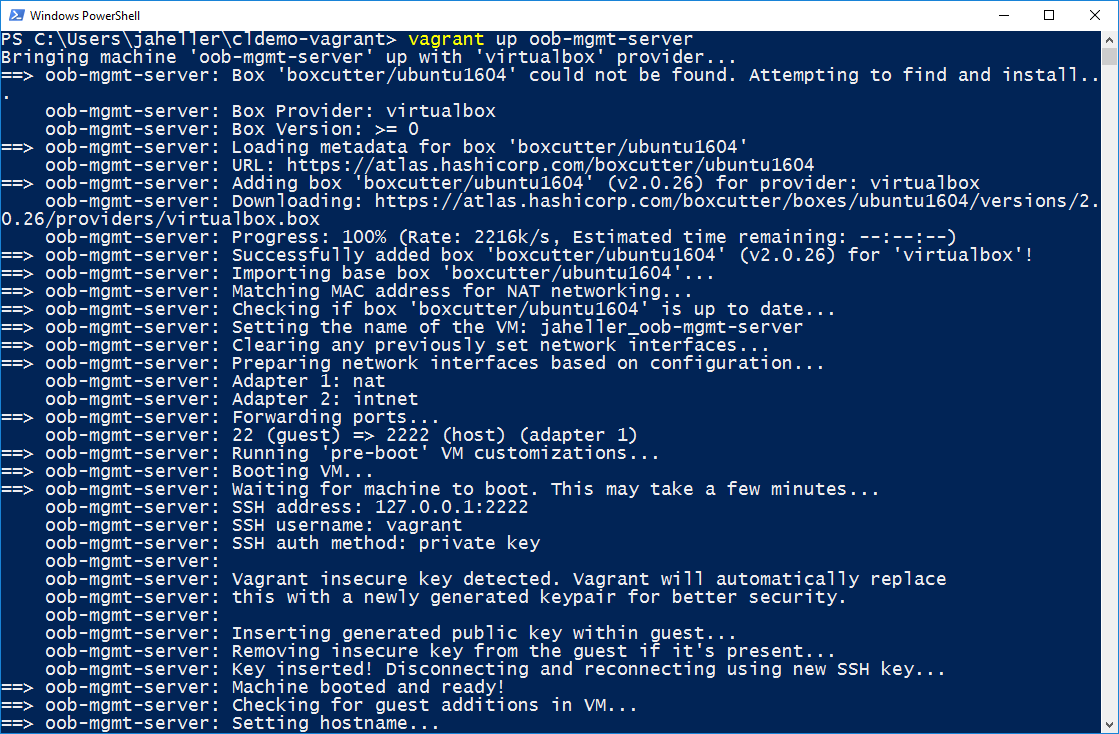 Windows PowerShell
PS C:\Users\jaheller\cldemo-vagrant> vagrant up oob-mgmt-server
Bringing machine 'oob-mgmt-server' up with 'virtualbox' provider...
==> oob-mgmt-server: Box 'boxcutter/ubuntu1604' could not be found. Attempting to find and install..
.
    oob-mgmt-server: Box Provider: virtualbox
    oob-mgmt-server: Box Version: >= 0
==> oob-mgmt-server: Loading metadata for box 'boxcutter/ubuntu1604'
    oob-mgmt-server: URL: https://atlas.hashicorp.com/boxcutter/ubuntu1604
==> oob-mgmt-server: Adding box 'boxcutter/ubuntu1604' (v2.0.26) for provider: virtualbox
    oob-mgmt-server: Downloading: https://atlas.hashicorp.com/boxcutter/boxes/ubuntu1604/versions/2.
0.26/providers/virtualbox.box
    oob-mgmt-server: Progress: 100% (Rate: 2216k/s, Estimated time remaining: --:--:--)
==> oob-mgmt-server: Successfully added box 'boxcutter/ubuntu1604' (v2.0.26) for 'virtualbox'!
==> oob-mgmt-server: Importing base box 'boxcutter/ubuntu1604'...
==> oob-mgmt-server: Matching MAC address for NAT networking...
==> oob-mgmt-server: Checking if box 'boxcutter/ubuntu1604' is up to date...
==> oob-mgmt-server: Setting the name of the VM: jaheller_oob-mgmt-server
==> oob-mgmt-server: Clearing any previously set network interfaces...
==> oob-mgmt-server: Preparing network interfaces based on configuration...
    oob-mgmt-server: Adapter 1: nat
    oob-mgmt-server: Adapter 2: intnet
==> oob-mgmt-server: Forwarding ports...
    oob-mgmt-server: 22 (guest) => 2222 (host) (adapter 1)
==> oob-mgmt-server: Running 'pre-boot' VM customizations...
==> oob-mgmt-server: Booting VM...
==> oob-mgmt-server: Waiting for machine to boot. This may take a few minutes...
    oob-mgmt-server: SSH address: 127.0.0.1:2222
    oob-mgmt-server: SSH username: vagrant
    oob-mgmt-server: SSH auth method: private key
    oob-mgmt-server:
    oob-mgmt-server: Vagrant insecure key detected. Vagrant will automatically replace
    oob-mgmt-server: this with a newly generated keypair for better security.
    oob-mgmt-server:
    oob-mgmt-server: Inserting generated public key within guest...
    oob-mgmt-server: Removing insecure key from the guest if it's present...
    oob-mgmt-server: Key inserted! Disconnecting and reconnecting using new SSH key...
==> oob-mgmt-server: Machine booted and ready!
==> oob-mgmt-server: Checking for guest additions in VM...
==> oob-mgmt-server: Setting hostname...